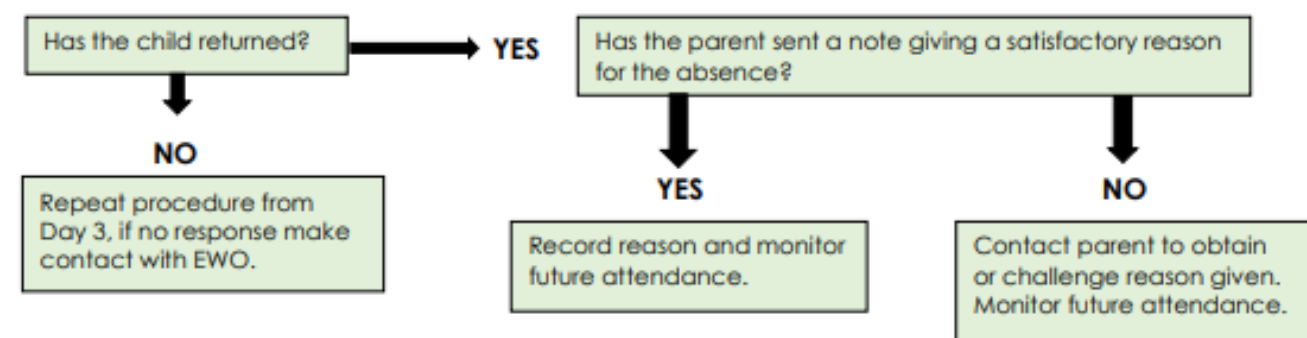 Has the child returned?
YES
Has the parent sent a note giving a satisfactory reason
for the absence?
NO
Repeat procedure from
Day 3, if no response make
contact with EWO.
YES
Record reason and monitor
future attendance.
NO
Contact parent to obtain
or challenge reason given.
Monitor future attendance.